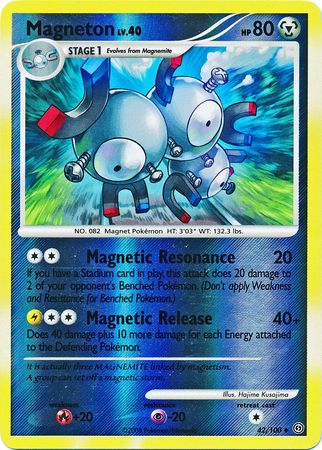 Magneton LV.40 HP 80
STAGE 1 Evolves from Magnemite
NO. 082 Magnet Pokémon HT: 3'03" WT: 132.3 lbs.
Magnetic Resonance 20
If you have a Stadium card in play, this attack does 20 damage to
2 of your opponent's Benched Pokémon. (Don't apply Weakness
and Resistance for Benched Pokémon.)
Magnetic Release 40+
Does 40 damage plus 10 more damage for each Energy attached
to the Defending Pokémon.
It is actually three MAGNEMITE linked by magnetism.
A group can set off a magnetic storm.
Illus. Hajime Kusajima
weakness resistance retreat cost
+20 -20
©2008 Pokémon/Nintendo 42/100